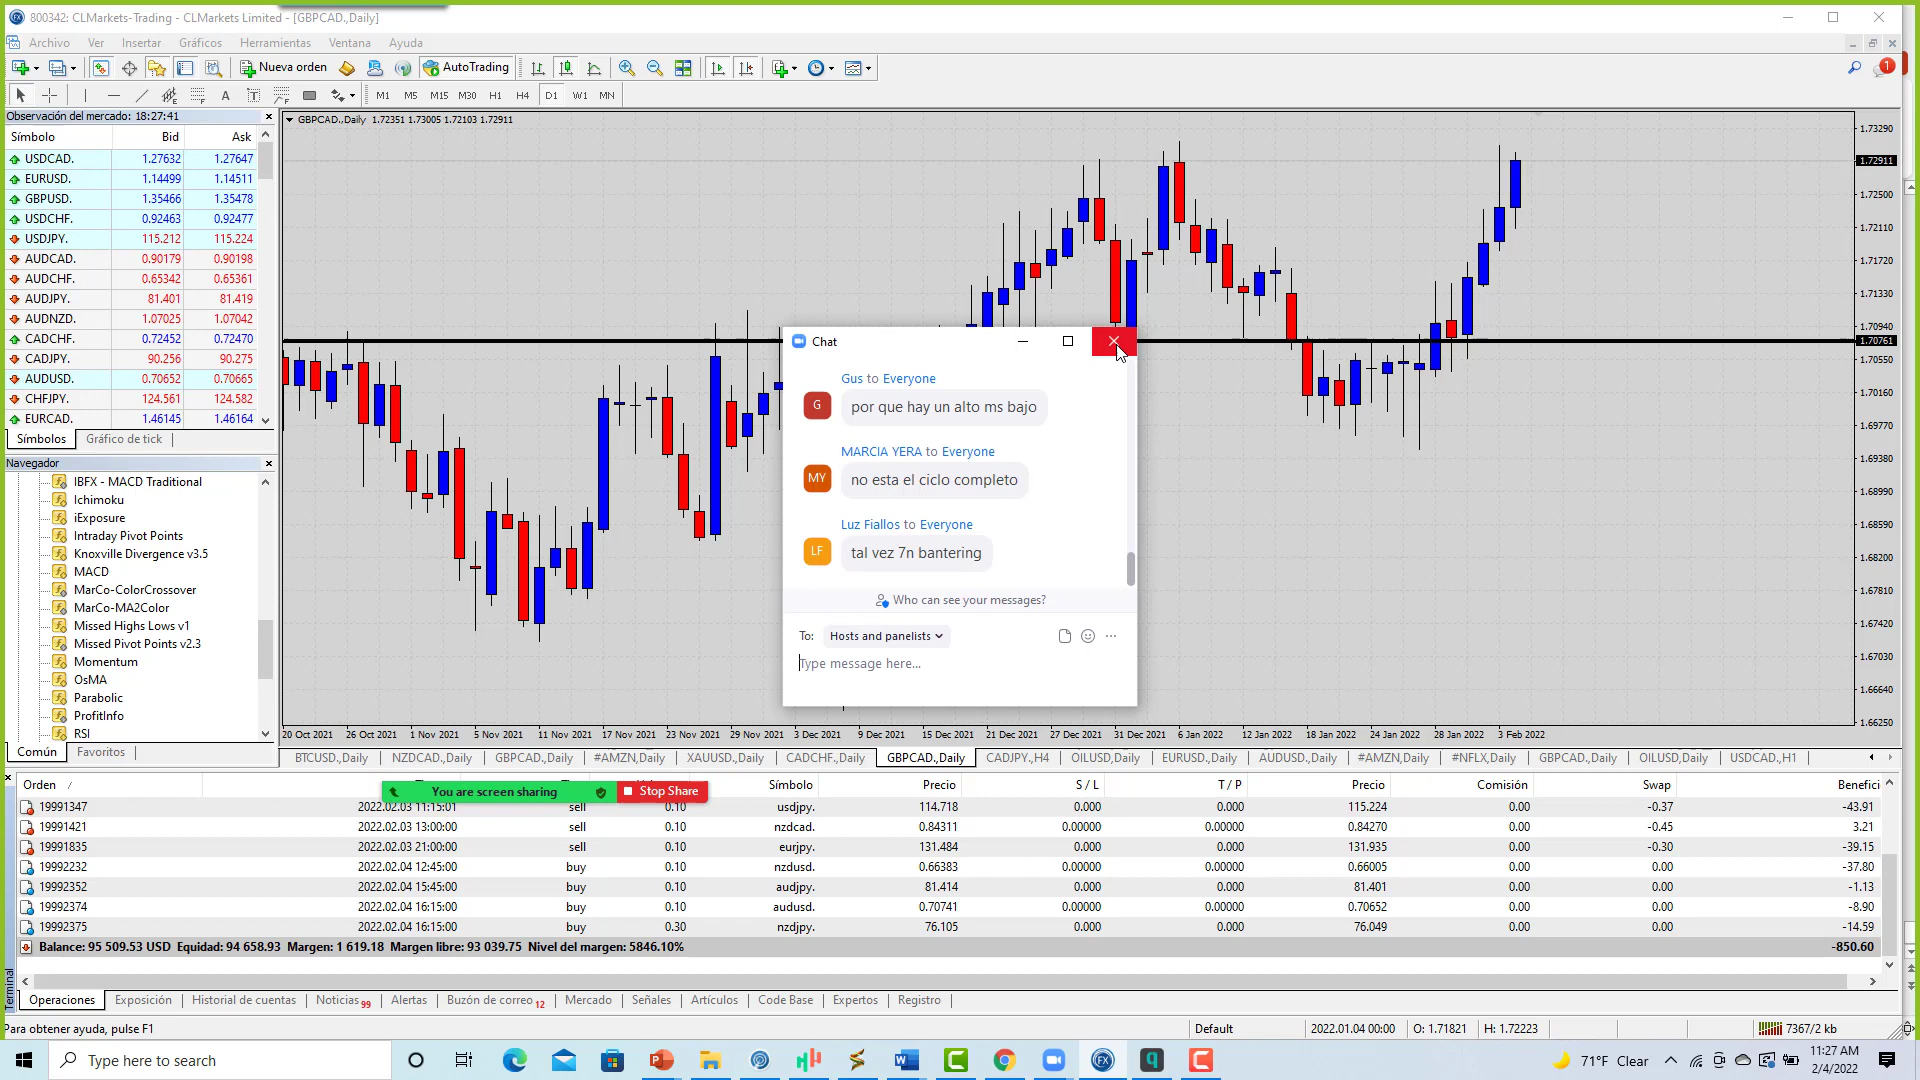 800342: CLMarkets-Trading - CLMarkets Limited - [GBPCAD.,Daily]
Archivo Ver Insertar Gráficos Herramientas Ventana Ayuda
Nueva orden AutoTrading 1
A T M1 M5 M15 M30 H1 H4 D1 W1 MN
Observación del mercado: 18:27:41
Símbolo Bid Ask
USDCAD. 1.27632 1.27647
EURUSD. 1.14499 1.14511
GBPUSD. 1.35466 1.35478
USDCHF. 0.92463 0.92477
USDJPY. 115.212 115.224
AUDCAD. 0.90179 0.90198
AUDCHF. 0.65342 0.65361
AUDJPY. 81.401 81.419
AUDNZD. 1.07025 1.07042
CADCHF. 0.72452 0.72470
CADJPY. 90.256 90.275
AUDUSD. 0.70652 0.70665
CHFJPY. 124.561 124.582
EURCAD. 1.46145 1.46164
Símbolos Gráfico de tick
Navegador
IBFX - MACD Traditional
Ichimoku
iExposure
Intraday Pivot Points
Knoxville Divergence v3.5
MACD
MarCo-ColorCrossover
MarCo-MA2Color
Missed Highs Lows v1
Missed Pivot Points v2.3
Momentum
OsMA
Parabolic
ProfitInfo
RSI
Común Favoritos
GBPCAD.,Daily 1.72351 1.73005 1.72103 1.72911
1.73290
1.72911
1.72500
1.72111
1.71720
1.71330
1.70940
1.70761
1.70550
1.70160
1.69770
1.69380
1.68990
1.68590
1.68200
1.67810
1.67420
1.67030
1.66640
1.66250
Chat
Gus to Everyone
G por que hay un alto ms bajo
MARCIA YERA to Everyone
MY no esta el ciclo completo
Luz Fiallos to Everyone
LF tal vez 7n bantering
Who can see your messages?
To: Hosts and panelists
Type message here...
20 Oct 2021 26 Oct 2021 1 Nov 2021 5 Nov 2021 11 Nov 2021 17 Nov 2021 23 Nov 2021 29 Nov 2021 3 Dec 2021 9 Dec 2021 15 Dec 2021 21 Dec 2021 27 Dec 2021 31 Dec 2021 6 Jan 2022 12 Jan 2022 18 Jan 2022 24 Jan 2022 28 Jan 2022 3 Feb 2022
BTCUSD.,Daily NZDCAD.,Daily GBPCAD.,Daily #AMZN,Daily XAUUSD.,Daily CADCHF.,Daily GBPCAD.,Daily CADJPY.,H4 OILUSD,Daily EURUSD.,Daily AUDUSD.,Daily #AMZN,Daily #NFLX,Daily GBPCAD.,Daily OILUSD,Daily USDCAD.,H1
Orden / Símbolo Precio S / L T / P Precio Comisión Swap Benefici
You are screen sharing Stop Share
19991347 2022.02.03 11:15:01 sell 0.10 usdjpy. 114.718 0.000 0.000 115.224 0.00 -0.37 -43.91
19991421 2022.02.03 13:00:00 sell 0.10 nzdcad. 0.84311 0.00000 0.00000 0.84270 0.00 -0.45 3.21
19991835 2022.02.03 21:00:00 sell 0.10 eurjpy. 131.484 0.000 0.000 131.935 0.00 -0.30 -39.15
19992232 2022.02.04 12:45:00 buy 0.10 nzdusd. 0.66383 0.00000 0.00000 0.66005 0.00 0.00 -37.80
19992352 2022.02.04 15:45:00 buy 0.10 audjpy. 81.414 0.000 0.000 81.401 0.00 0.00 -1.13
19992374 2022.02.04 16:15:00 buy 0.10 audusd. 0.70741 0.00000 0.00000 0.70652 0.00 0.00 -8.90
19992375 2022.02.04 16:15:00 buy 0.30 nzdjpy. 76.105 0.000 0.000 76.049 0.00 0.00 -14.59
Balance: 95 509.53 USD Equidad: 94 658.93 Margen: 1 619.18 Margen libre: 93 039.75 Nivel del margen: 5846.10% -850.60
Terminal
Operaciones Exposición Historial de cuentas Noticias 99 Alertas Buzón de correo 12 Mercado Señales Artículos Code Base Expertos Registro
Para obtener ayuda, pulse F1 Default 2022.01.04 00:00 O: 1.71821 H: 1.72223 7367/2 kb
Type here to search 71°F Clear 11:27 AM
2/4/2022